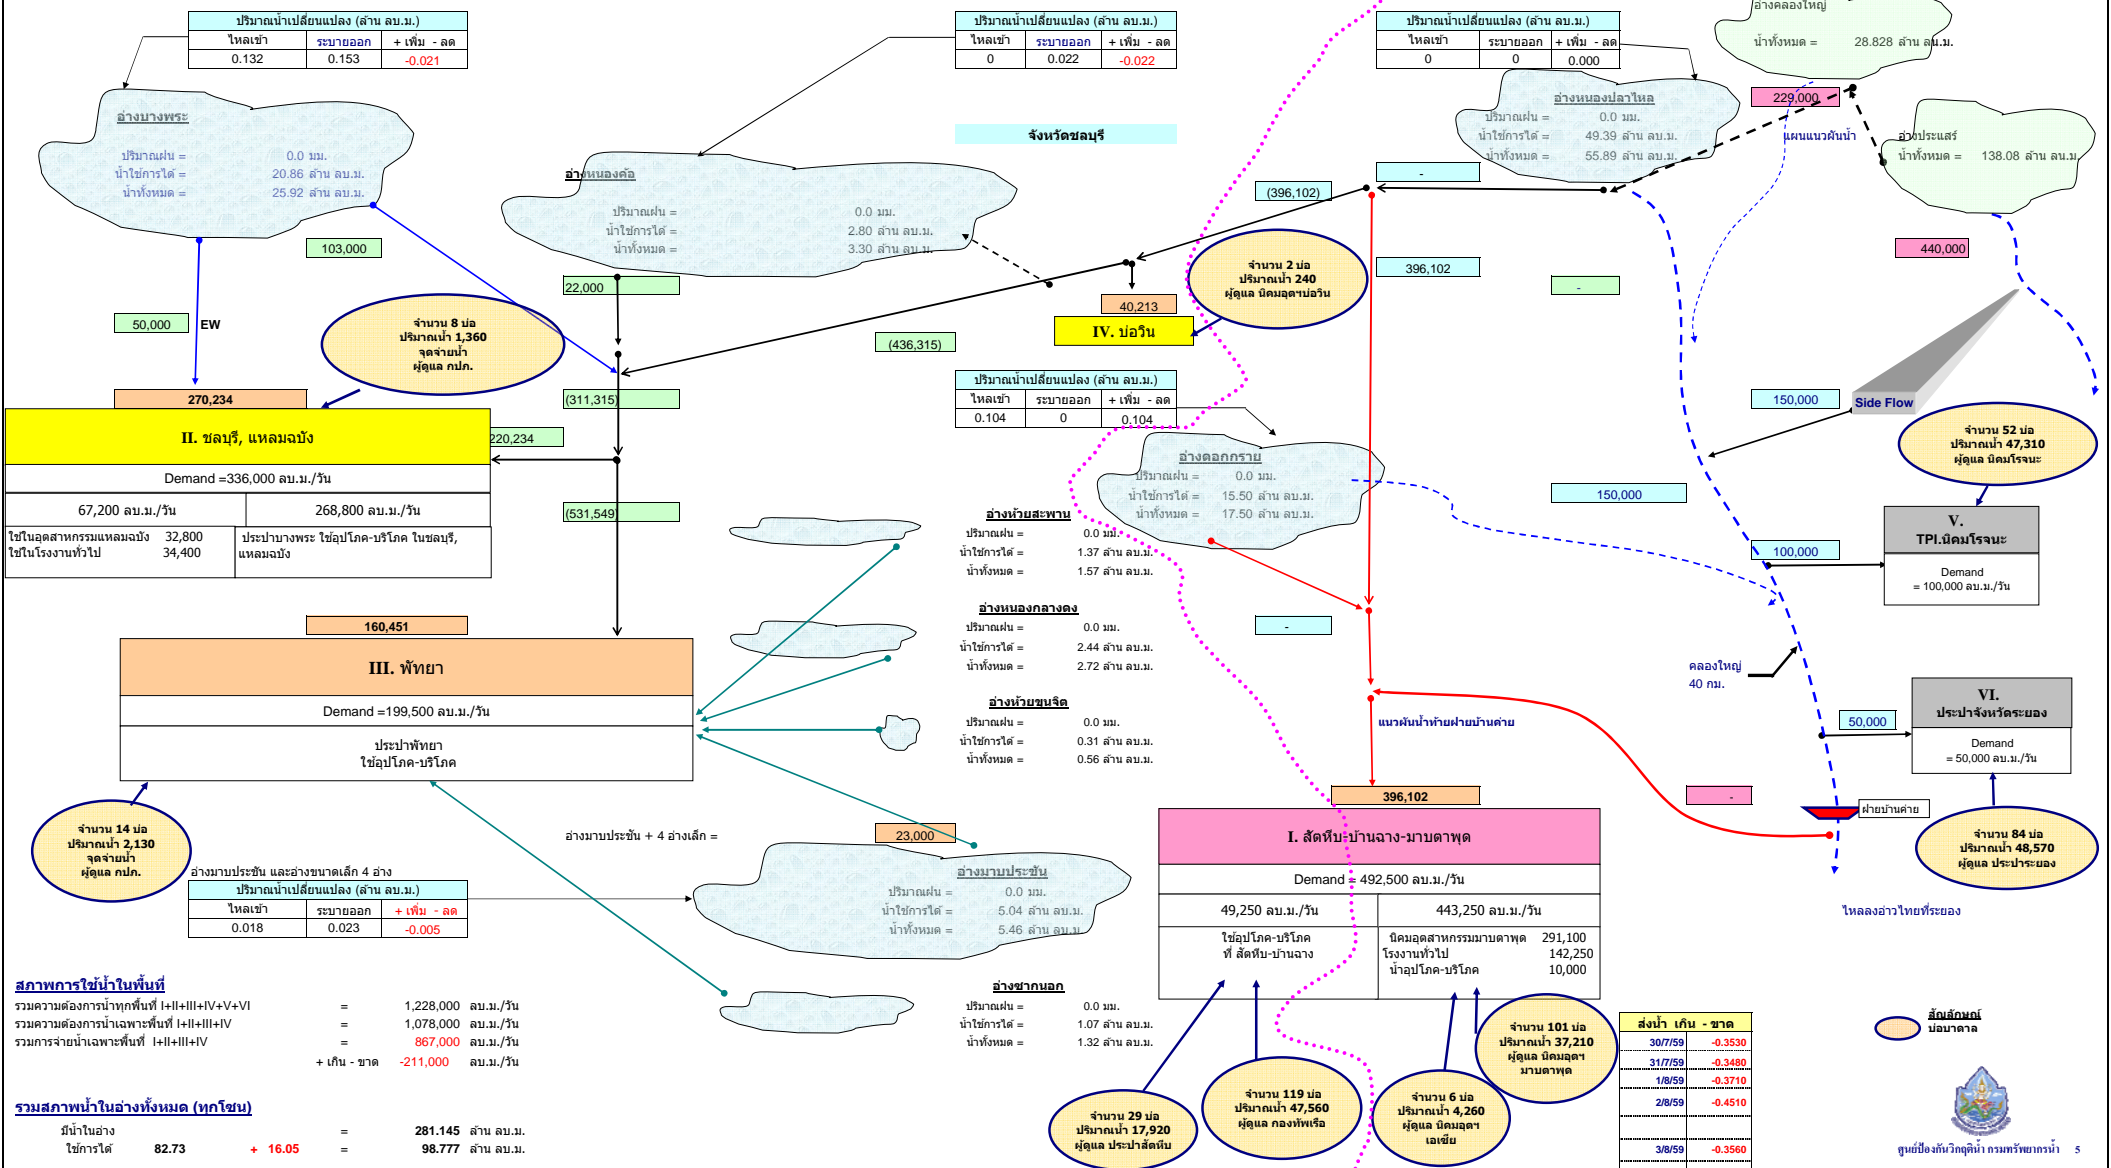 ปริมาณน้ำเปลี่ยนแปลง (ล้าน ลบ.ม.)
ไหลเข้า ระบายออก + เพิ่ม - ลด
0.132 0.153 -0.021
ปริมาณน้ำเปลี่ยนแปลง (ล้าน ลบ.ม.)
ไหลเข้า ระบายออก + เพิ่ม - ลด
0 0.022 -0.022
ปริมาณน้ำเปลี่ยนแปลง (ล้าน ลบ.ม.)
ไหลเข้า ระบายออก + เพิ่ม - ลด
0 0 0.000
อ่างคลองใหญ่
น้ำทั้งหมด = 28.828 ล้าน ลบ.ม.
อ่างบางพระ
ปริมาณฝน = 0.0 มม.
น้ำใช้การได้ = 20.86 ล้าน ลบ.ม.
น้ำทั้งหมด = 25.92 ล้าน ลบ.ม.
จังหวัดชลบุรี
อ่างหนองค้อ
ปริมาณฝน = 0.0 มม.
น้ำใช้การได้ = 2.80 ล้าน ลบ.ม.
น้ำทั้งหมด = 3.30 ล้าน ลบ.ม.
อ่างหนองปลาไหล
ปริมาณฝน = 0.0 มม.
น้ำใช้การได้ = 49.39 ล้าน ลบ.ม.
น้ำทั้งหมด = 55.89 ล้าน ลบ.ม.
229,000
แผนแนวผันน้ำ
อ่างประแสร์
น้ำทั้งหมด = 138.08 ล้าน ลบ.ม.
-
(396,102)
103,000
22,000
50,000 EW
จำนวน 8 บ่อ
ปริมาณน้ำ 1,360
จุดจ่ายน้ำ
ผู้ดูแล กปภ.
40,213
IV. บ่อวิน
(436,315)
จำนวน 2 บ่อ
ปริมาณน้ำ 240
ผู้ดูแล นิคมอุตฯบ่อวิน
396,102
-
440,000
270,234
II. ชลบุรี, แหลมฉบัง
Demand =336,000 ลบ.ม./วัน
67,200 ลบ.ม./วัน 268,800 ลบ.ม./วัน
ใช้ในอุตสาหกรรมแหลมฉบัง 32,800
ใช้ในโรงงานทั่วไป 34,400
ประปาบางพระ ใช้อุปโภค-บริโภค ในชลบุรี,
แหลมฉบัง
(311,315)
220,234
(531,549)
ปริมาณน้ำเปลี่ยนแปลง (ล้าน ลบ.ม.)
ไหลเข้า ระบายออก + เพิ่ม - ลด
0.104 0 0.104
อ่างดอกกราย
ปริมาณฝน = 0.0 มม.
น้ำใช้การได้ = 15.50 ล้าน ลบ.ม.
น้ำทั้งหมด = 17.50 ล้าน ลบ.ม.
150,000
Side Flow
จำนวน 52 บ่อ
ปริมาณน้ำ 47,310
ผู้ดูแล นิคมโรจนะ
150,000
V.
TPI.นิคมโรจนะ
Demand
= 100,000 ลบ.ม./วัน
100,000
อ่างห้วยสะพาน
ปริมาณฝน = 0.0 มม.
น้ำใช้การได้ = 1.37 ล้าน ลบ.ม.
น้ำทั้งหมด = 1.57 ล้าน ลบ.ม.
อ่างหนองกลางดง
ปริมาณฝน = 0.0 มม.
น้ำใช้การได้ = 2.44 ล้าน ลบ.ม.
น้ำทั้งหมด = 2.72 ล้าน ลบ.ม.
อ่างห้วยขุนจิต
ปริมาณฝน = 0.0 มม.
น้ำใช้การได้ = 0.31 ล้าน ลบ.ม.
น้ำทั้งหมด = 0.56 ล้าน ลบ.ม.
160,451
III. พัทยา
Demand =199,500 ลบ.ม./วัน
ประปาพัทยา
ใช้อุปโภค-บริโภค
-
แนวผันน้ำท้ายฝายบ้านค่าย
คลองใหญ่
40 กม.
VI.
ประปาจังหวัดระยอง
Demand
= 50,000 ลบ.ม./วัน
50,000
-
ฝายบ้านค่าย
จำนวน 84 บ่อ
ปริมาณน้ำ 48,570
ผู้ดูแล ประปาระยอง
ไหลลงอ่าวไทยที่ระยอง
จำนวน 14 บ่อ
ปริมาณน้ำ 2,130
จุดจ่ายน้ำ
ผู้ดูแล กปภ.
อ่างมาบประชัน + 4 อ่างเล็ก = 23,000
อ่างมาบประชัน และอ่างขนาดเล็ก 4 อ่าง
ปริมาณน้ำเปลี่ยนแปลง (ล้าน ลบ.ม.)
ไหลเข้า ระบายออก + เพิ่ม - ลด
0.018 0.023 -0.005
อ่างมาบประชัน
ปริมาณฝน = 0.0 มม.
น้ำใช้การได้ = 5.04 ล้าน ลบ.ม.
น้ำทั้งหมด = 5.46 ล้าน ลบ.ม.
396,102
I. สัตหีบ-บ้านฉาง-มาบตาพุด
Demand = 492,500 ลบ.ม./วัน
49,250 ลบ.ม./วัน 443,250 ลบ.ม./วัน
ใช้อุปโภค-บริโภค
ที่ สัตหีบ-บ้านฉาง
นิคมอุตสาหกรรมมาบตาพุด 291,100
โรงงานทั่วไป 142,250
น้ำอุปโภค-บริโภค 10,000
อ่างซากนอก
ปริมาณฝน = 0.0 มม.
น้ำใช้การได้ = 1.07 ล้าน ลบ.ม.
น้ำทั้งหมด = 1.32 ล้าน ลบ.ม.
สภาพการใช้น้ำในพื้นที่
รวมความต้องการน้ำทุกพื้นที่ I+II+III+IV+V+VI = 1,228,000 ลบ.ม./วัน
รวมความต้องการน้ำเฉพาะพื้นที่ I+II+III+IV = 1,078,000 ลบ.ม./วัน
รวมการจ่ายน้ำเฉพาะพื้นที่ I+II+III+IV = 867,000 ลบ.ม./วัน
+ เกิน - ขาด -211,000 ลบ.ม./วัน
รวมสภาพน้ำในอ่างทั้งหมด (ทุกโซน)
มีน้ำในอ่าง = 281.145 ล้าน ลบ.ม.
ใช้การได้ 82.73 + 16.05 = 98.777 ล้าน ลบ.ม.
จำนวน 29 บ่อ
ปริมาณน้ำ 17,920
ผู้ดูแล ประปาสัตหีบ
จำนวน 119 บ่อ
ปริมาณน้ำ 47,560
ผู้ดูแล กองทัพเรือ
จำนวน 6 บ่อ
ปริมาณน้ำ 4,260
ผู้ดูแล นิคมอุตฯ
เอเซีย
จำนวน 101 บ่อ
ปริมาณน้ำ 37,210
ผู้ดูแล นิคมอุตฯ
มาบตาพุด
ส่งน้ำ เกิน - ขาด
30/7/59 -0.3530
31/7/59 -0.3480
1/8/59 -0.3710
2/8/59 -0.4510
3/8/59 -0.3560
สัญลักษณ์
บ่อบาดาล
ศูนย์ป้องกันวิกฤติน้ำ กรมทรัพยากรน้ำ 5